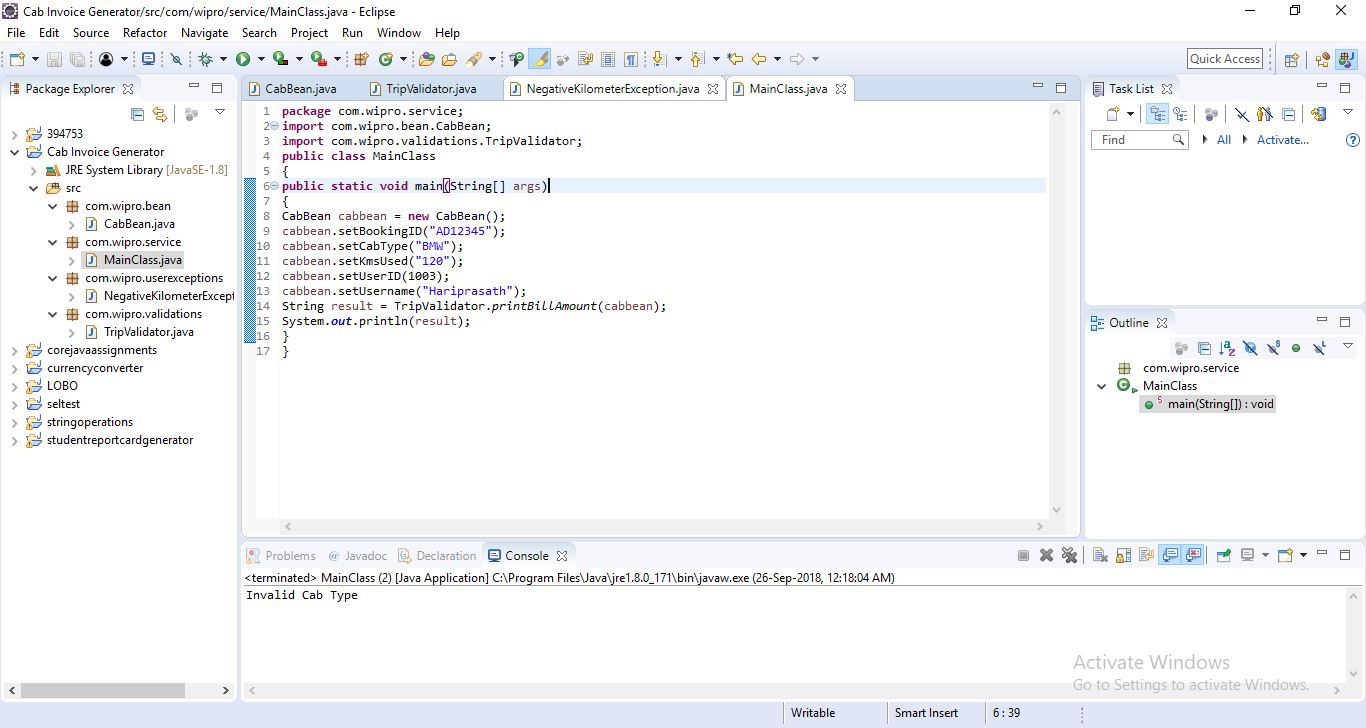 Cab Invoice Generator/src/com/wipro/service/MainClass.java - Eclipse
File Edit Source Refactor Navigate Search Project Run Window Help
Quick Access
Package Explorer
394753
Cab Invoice Generator
JRE System Library [JavaSE-1.8]
src
com.wipro.bean
CabBean.java
com.wipro.service
MainClass.java
com.wipro.userexceptions
NegativeKilometerExcept
com.wipro.validations
TripValidator.java
corejavaassignments
currencyconverter
LOBO
seltest
stringoperations
studentreportcardgenerator
CabBean.java TripValidator.java NegativeKilometerException.java MainClass.java
1 package com.wipro.service;
2 import com.wipro.bean.CabBean;
3 import com.wipro.validations.TripValidator;
4 public class MainClass
5 {
6 public static void main(String[] args)
7 {
8 CabBean cabbean = new CabBean();
9 cabbean.setBookingID("AD12345");
10 cabbean.setCabType("BMW");
11 cabbean.setKmsUsed("120");
12 cabbean.setUserID(1003);
13 cabbean.setUsername("Hariprasath");
14 String result = TripValidator.printBillAmount(cabbean);
15 System.out.println(result);
16 }
17 }
Task List
Find All Activate...
Outline
com.wipro.service
MainClass
main(String[]) : void
Problems @ Javadoc Declaration Console
<terminated> MainClass (2) [Java Application] C:\Program Files\Java\jre1.8.0_171\bin\javaw.exe (26-Sep-2018, 12:18:04 AM)
Invalid Cab Type
Activate Windows
Go to Settings to activate Windows.
Writable Smart Insert 6 : 39